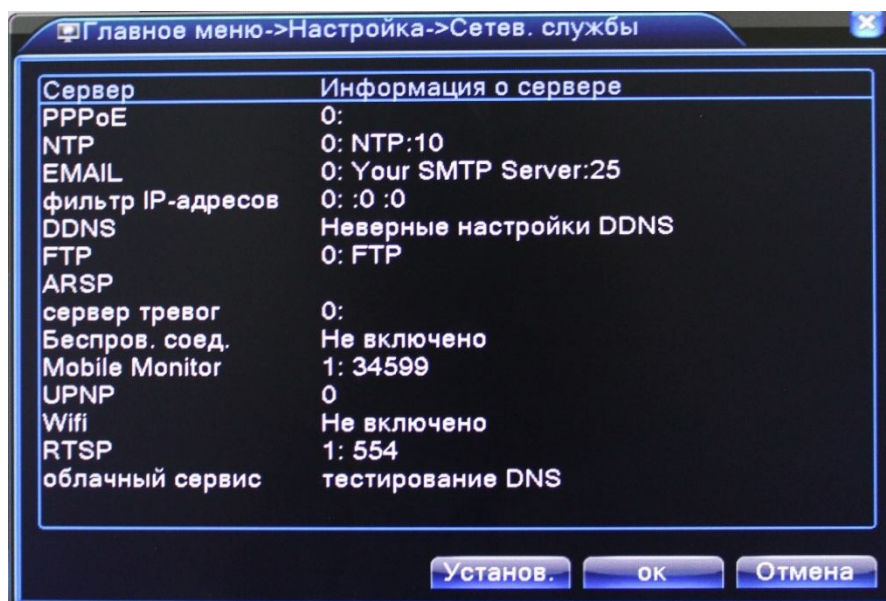 Главное меню->Настройка->Сетев. службы
Сервер Информация о сервере
PPPoE 0:
NTP 0: NTP:10
EMAIL 0: Your SMTP Server:25
фильтр IP-адресов 0: :0 :0
DDNS Неверные настройки DDNS
FTP 0: FTP
ARSP
сервер тревог 0:
Беспров. соед. Не включено
Mobile Monitor 1: 34599
UPNP 0
Wifi Не включено
RTSP 1: 554
облачный сервис тестирование DNS
Установ. ок Отмена